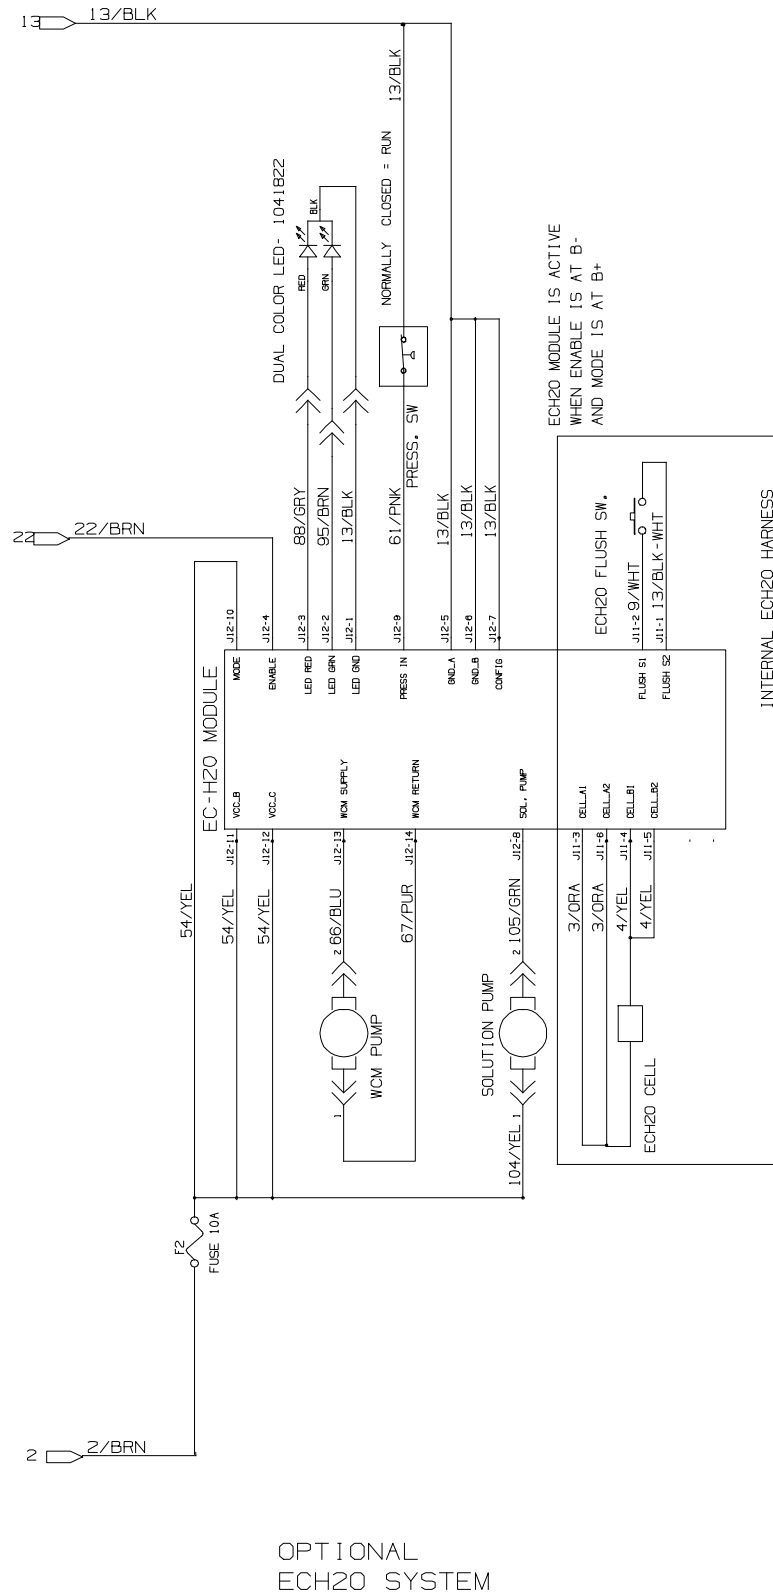 13
13/BLK
13/BLK
NORMALLY CLOSED = RUN
DUAL COLOR LED- 1041822
BLK
RED
GRN
ECH2O MODULE IS ACTIVE
WHEN ENABLE IS AT B-
AND MODE IS AT B+
PRESS. SW
22
22/BRN
88/GRY
95/BRN
13/BLK
61/PNK
13/BLK
13/BLK
13/BLK
ECH2O FLUSH SW.
9/WHT
13/BLK-WHT
INTERNAL ECH2O HARNESS
J12-10
J12-4
J12-3
J12-2
J12-1
J12-9
J12-5
J12-6
J12-7
J11-2
J11-1
EC-H2O MODULE
MODE
ENABLE
LED RED
LED GRN
LED GND
PRESS IN
GND_A
GND_B
CONFIG
FLUSH S1
FLUSH S2
VCC_B
VCC_C
WCM SUPPLY
WCM RETURN
SOL. PUMP
CELL_A1
CELL_A2
CELL_B1
CELL_B2
J12-11
J12-12
J12-13
J12-14
J12-8
J11-3
J11-6
J11-4
J11-5
54/YEL
54/YEL
54/YEL
66/BLU
67/PUR
105/GRN
3/ORA
3/ORA
4/YEL
4/YEL
2
2
WCM PUMP
SOLUTION PUMP
ECH2O CELL
1
1
104/YEL
F2
FUSE 10A
2
2/BRN
OPTIONAL
ECH2O SYSTEM